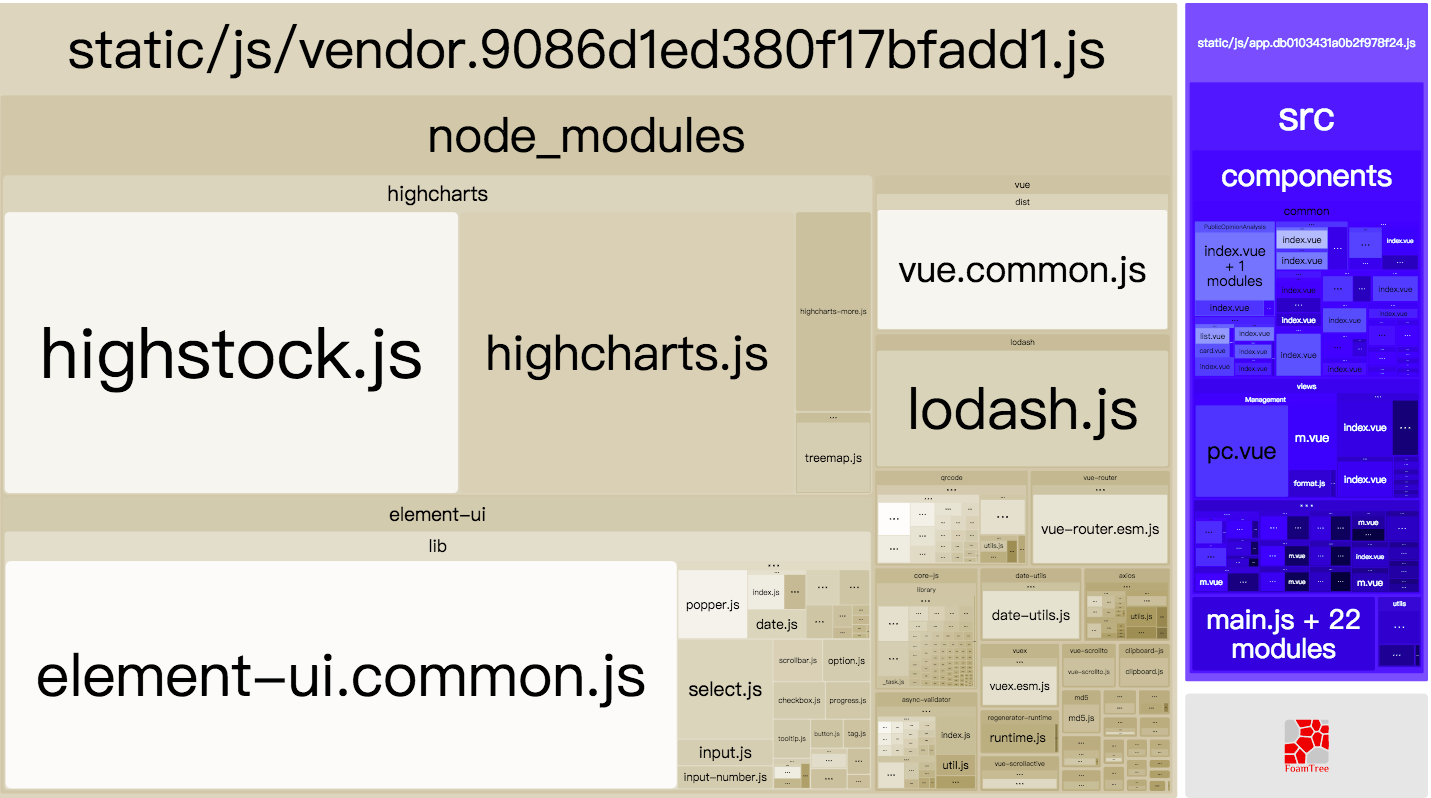 static/js/vendor.9086d1ed380f17bfadd1.js
node_modules
highcharts
highstock.js
highcharts.js
highcharts-more.js
...
treemap.js
element-ui
lib
element-ui.common.js
...
popper.js
index.js
...
date.js
select.js
scrollbar.js
option.js
checkbox.js
progress.js
tooltip.js
button.js
tag.js
input.js
input-number.js
vue
dist
vue.common.js
lodash
lodash.js
qrcode
...
utils.js
vue-router
...
vue-router.esm.js
core-js
library
...
_task.js
date-utils
...
date-utils.js
axios
...
utils.js
vuex
...
vuex.esm.js
vue-scrollto
vue-scrollto.js
clipboard-js
clipboard.js
async-validator
...
index.js
util.js
regenerator-runtime
runtime.js
md5
md5.js
vue-scrollactive
...
static/js/app.db0103431a0b2f978f24.js
src
components
common
PublicOpinionAnalysis
index.vue
+ 1
modules
index.vue
index.vue
index.vue
index.vue
index.vue
index.vue
index.vue
index.vue
index.vue
list.vue
index.vue
card.vue
index.vue
index.vue
index.vue
index.vue
index.vue
views
Management
pc.vue
m.vue
format.js
index.vue
index.vue
...
m.vue
m.vue
index.vue
m.vue
m.vue
m.vue
main.js + 22
modules
utils
...
FoamTree